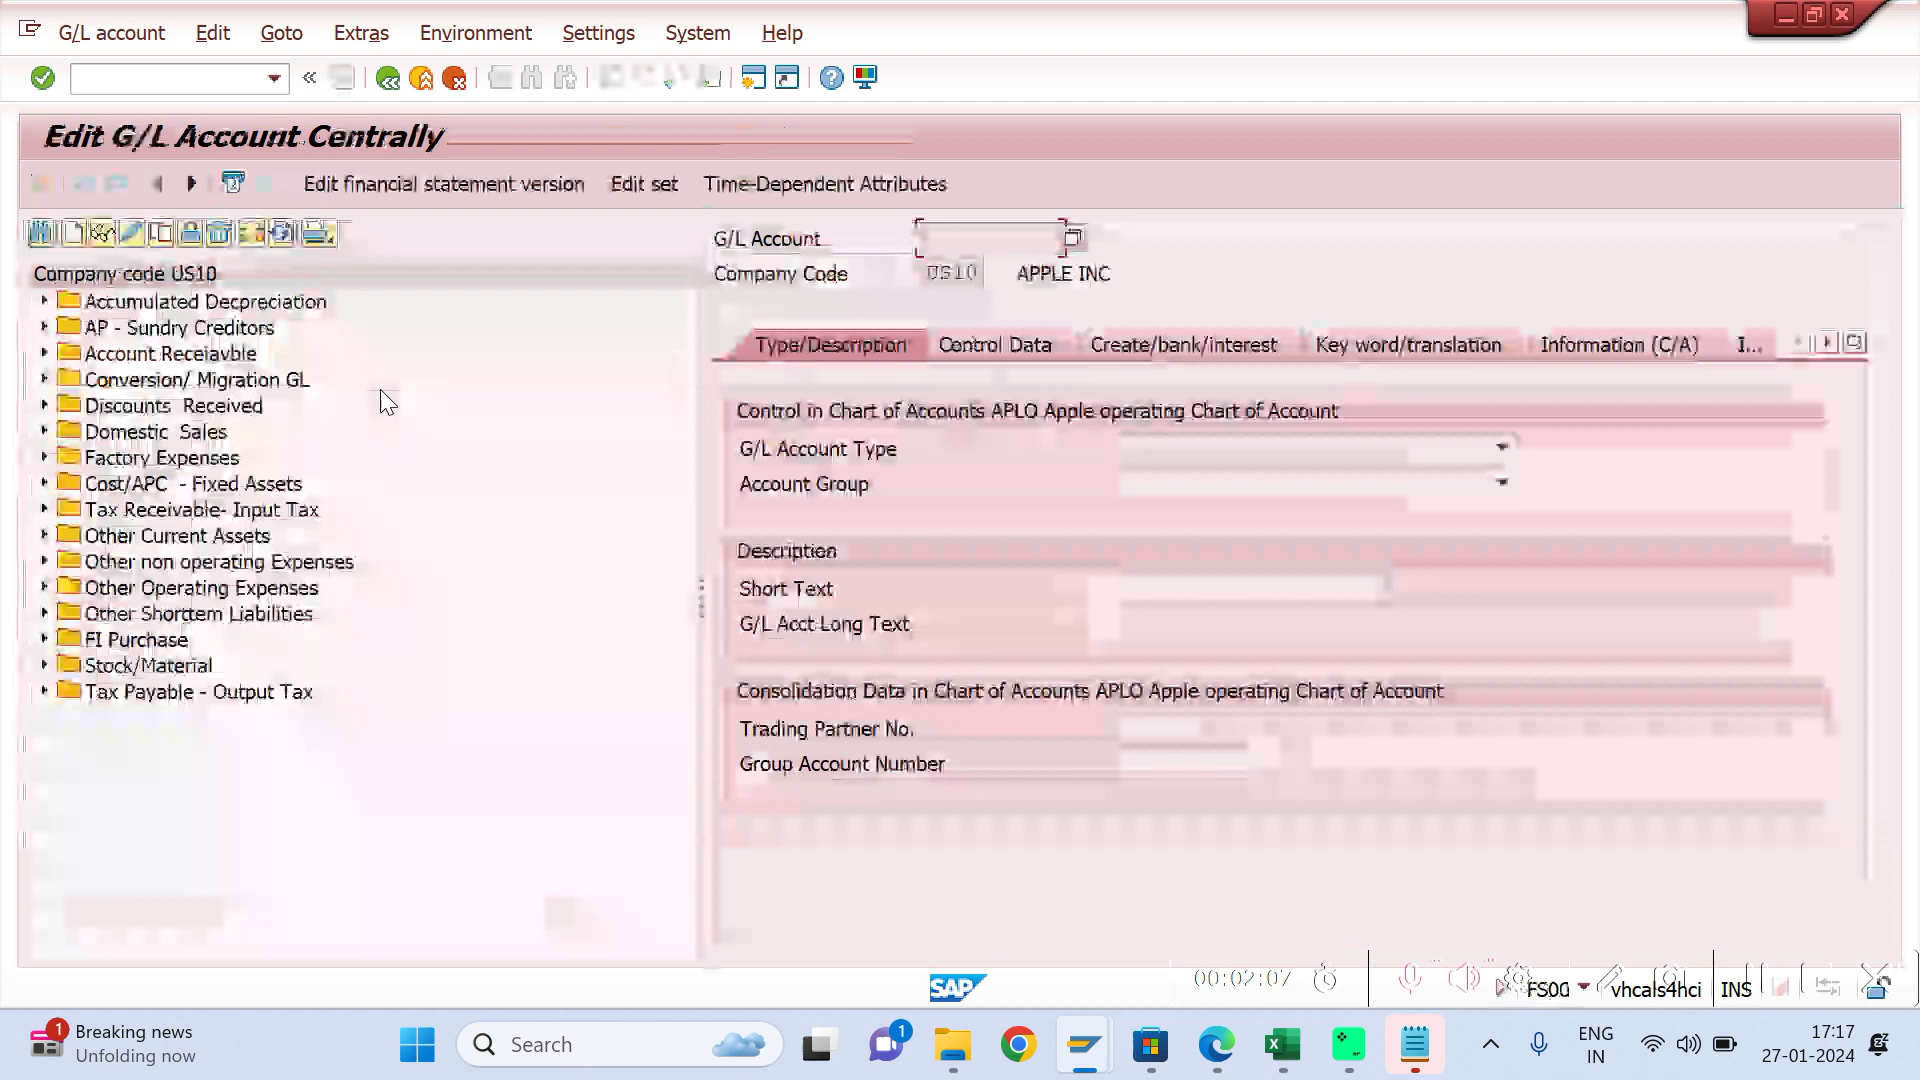 G/L account Edit Goto Extras Environment Settings System Help
Edit G/L Account Centrally
Edit financial statement version Edit set Time-Dependent Attributes
G/L Account
Company code US10
Company Code US10 APPLE INC
Accumulated Decpreciation
AP - Sundry Creditors
Account Receiavble
Conversion/ Migration GL
Discounts Received
Domestic Sales
Factory Expenses
Cost/APC - Fixed Assets
Tax Receivable- Input Tax
Other Current Assets
Other non operating Expenses
Other Operating Expenses
Other Shorttem Liabilities
FI Purchase
Stock/Material
Tax Payable - Output Tax
Type/Description Control Data Create/bank/interest Key word/translation Information (C/A) I...
Control in Chart of Accounts APLO Apple operating Chart of Account
G/L Account Type
Account Group
Description
Short Text
G/L Acct Long Text
Consolidation Data in Chart of Accounts APLO Apple operating Chart of Account
Trading Partner No.
Group Account Number
SAP
00:02:07
FS00 vhcals4hci INS
1
Breaking news
Unfolding now
Search
1
ENG
IN
17:17
27-01-2024